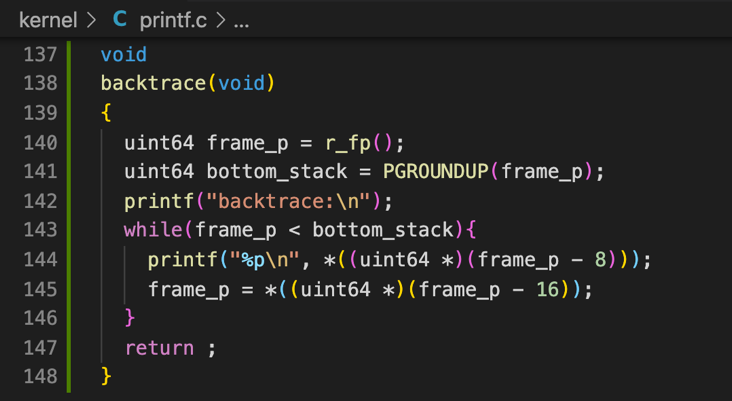 kernel > C printf.c > ...
137 void
138 backtrace(void)
139 {
140 uint64 frame_p = r_fp();
141 uint64 bottom_stack = PGROUNDUP(frame_p);
142 printf("backtrace:\n");
143 while(frame_p < bottom_stack){
144 printf("%p\n", *((uint64 *)(frame_p - 8)));
145 frame_p = *((uint64 *)(frame_p - 16));
146 }
147 return ;
148 }